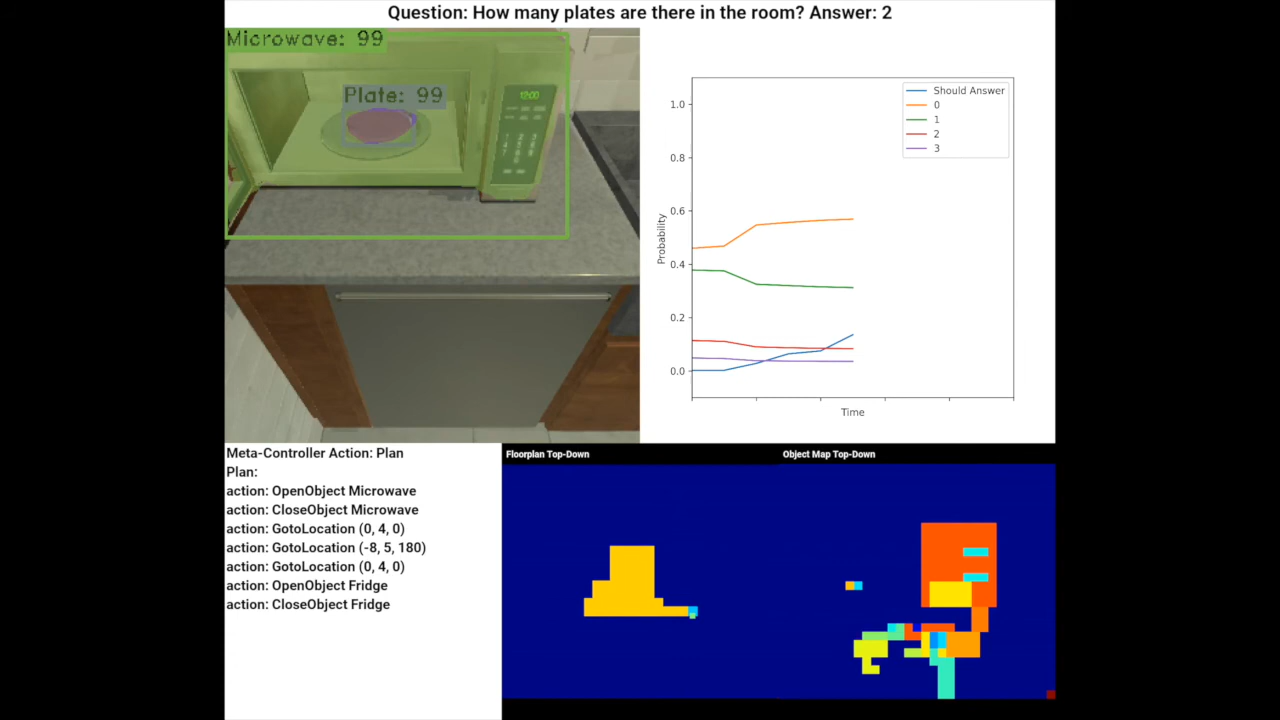 Question: How many plates are there in the room? Answer: 2
Microwave: 99
Plate: 99
Should Answer
0
1
2
3
1.0
0.8
0.6
0.4
0.2
0.0
Probability
Time
Meta-Controller Action: Plan
Plan:
action: OpenObject Microwave
action: CloseObject Microwave
action: GotoLocation (0, 4, 0)
action: GotoLocation (-8, 5, 180)
action: GotoLocation (0, 4, 0)
action: OpenObject Fridge
action: CloseObject Fridge
Floorplan Top-Down
Object Map Top-Down